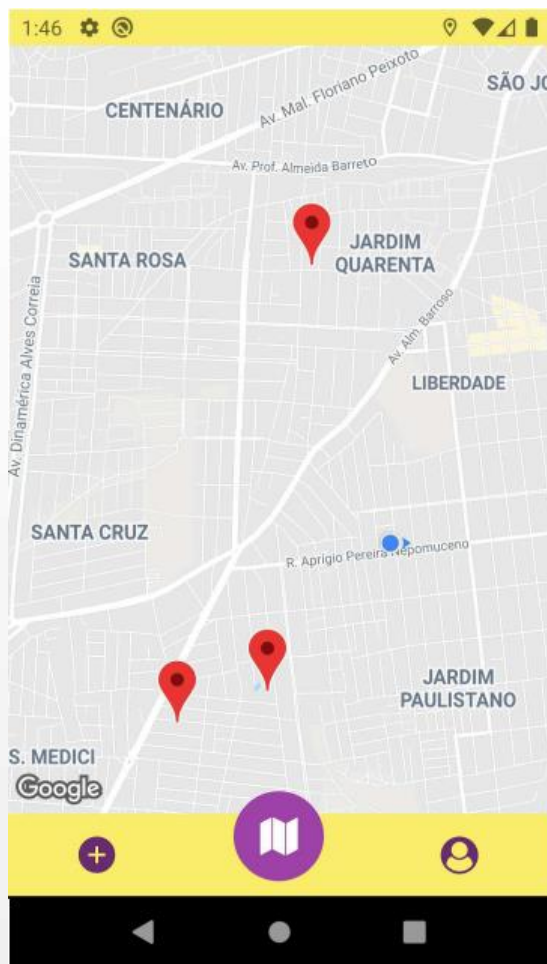 1:46
Av. Mal. Floriano Peixoto
SÃO JO
CENTENÁRIO
Av. Prof. Almeida Barreto
JARDIM
QUARENTA
SANTA ROSA
Av. Dinamérica Alves Correia
Av. Alm. Barroso
LIBERDADE
SANTA CRUZ
R. Aprígio Pereira Nepomuceno
JARDIM
PAULISTANO
S. MEDICI
Google